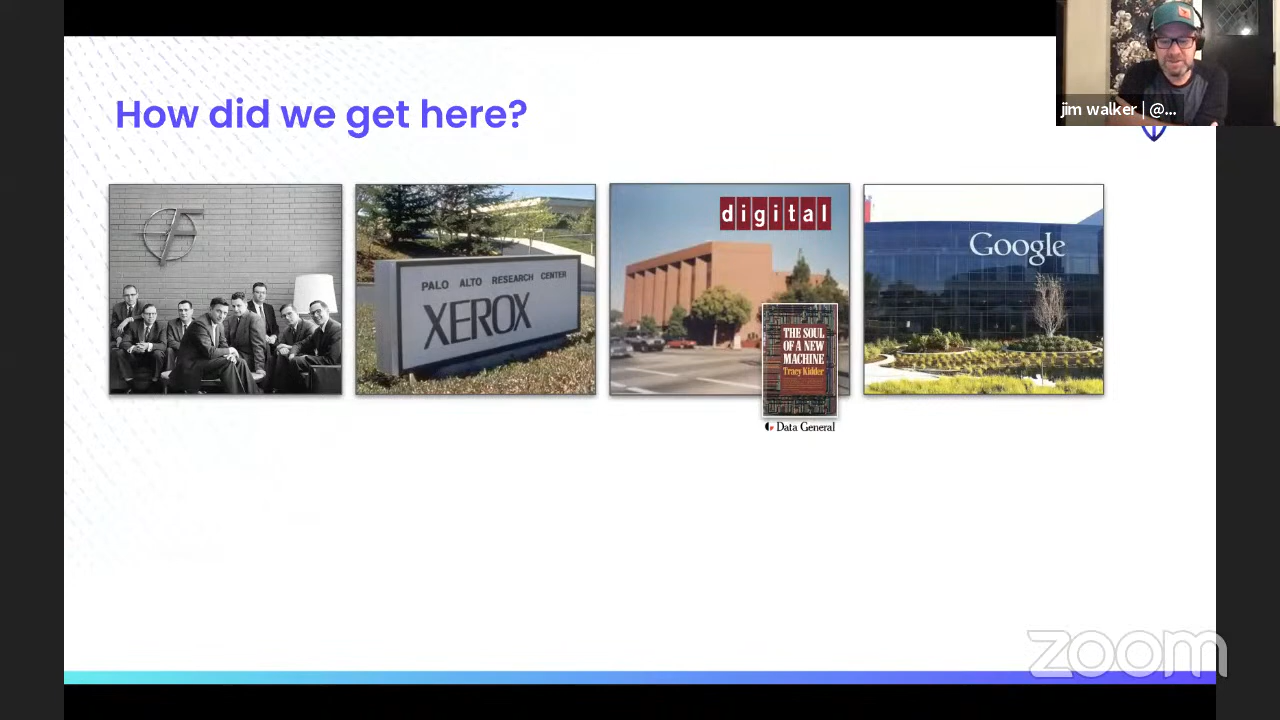 How did we get here?
jim walker | @...
PALO ALTO RESEARCH CENTER
XEROX
digital
THE SOUL
OF A NEW
MACHINE
Tracy Kidder
Data General
Google
zoom